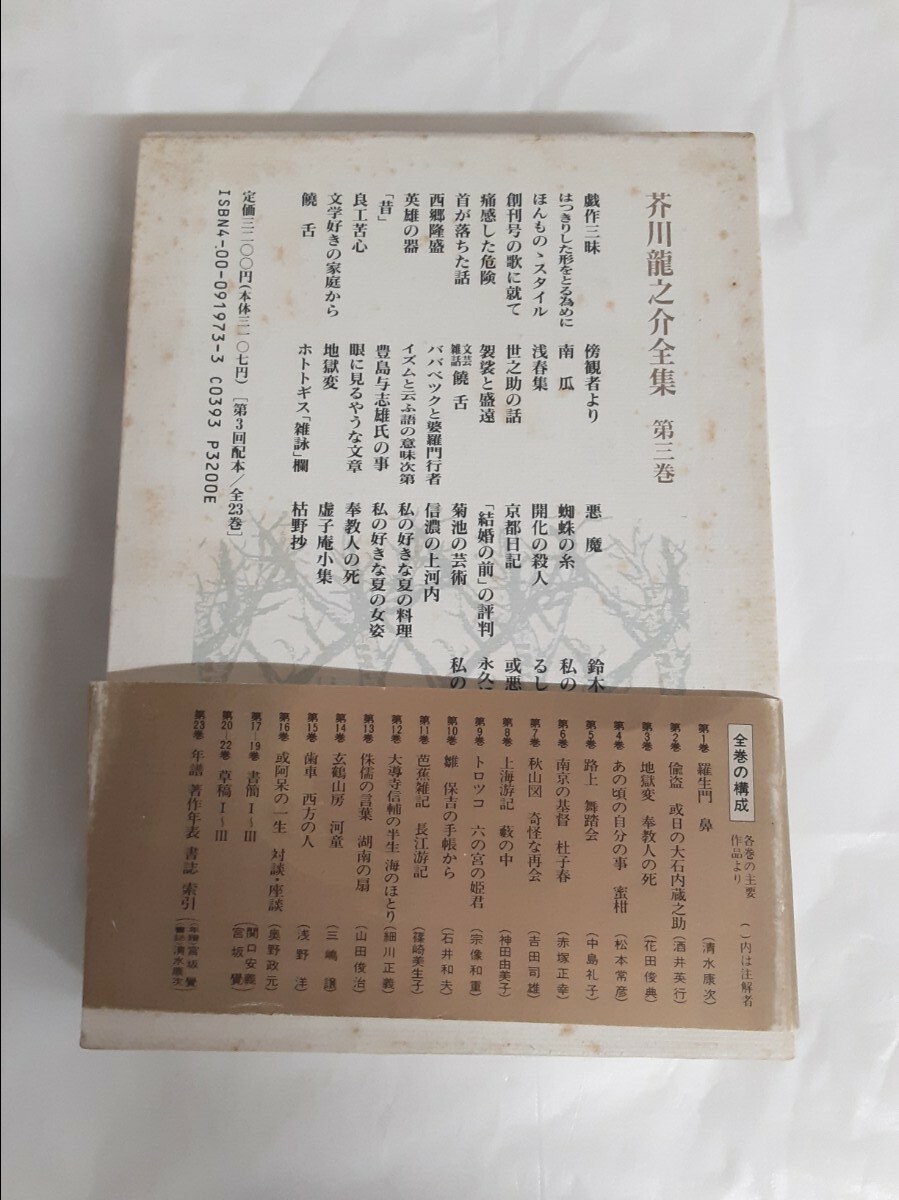 芥川龍之介全集 第三巻
戯作三昧
はつきりした形をとる為めに
ほんものゝスタイル
創刊号の歌に就て
痛感した危険
首が落ちた話
西郷隆盛
英雄の器
「昔」
良工苦心
文学好きの家庭から
饒舌
傍観者より
南瓜
浅春集
世之助の話
袈裟と盛遠
文芸雑話 饒舌
ババベツクと婆羅門行者
イズムと云ふ語の意味次第
豊島与志雄氏の事
眼に見るやうな文章
地獄変
ホトトギス「雑詠」欄
悪魔
蜘蛛の糸
開化の殺人
京都日記
「結婚の前」の評判
菊池の芸術
信濃の上河内
私の好きな夏の料理
私の好きな夏の女姿
奉教人の死
虚子庵小集
枯野抄
鈴木
私の
るし
或悪
永久
私の
定価三二〇〇円(本体三一〇七円) [第3回配本/全23巻]
ISBN4-00-091973-3 C0393 P3200E
全巻の構成
各巻の主要作品より
( )内は注解者
第1巻 羅生門 鼻 (清水康次)
第2巻 偸盗 或日の大石内蔵之助 (酒井英行)
第3巻 地獄変 奉教人の死 (花田俊典)
第4巻 あの頃の自分の事 蜜柑 (松本常彦)
第5巻 路上 舞踏会 (中島礼子)
第6巻 南京の基督 杜子春 (赤塚正幸)
第7巻 秋山図 奇怪な再会 (吉田司雄)
第8巻 上海游記 藪の中 (神田由美子)
第9巻 トロツコ 六の宮の姫君 (宗像和重)
第10巻 雛 保吉の手帳から (石井和夫)
第11巻 芭蕉雑記 長江游記 (篠崎美生子)
第12巻 大導寺信輔の半生 海のほとり (細川正義)
第13巻 侏儒の言葉 湖南の扇 (山田俊治)
第14巻 玄鶴山房 河童 (三嶋譲)
第15巻 歯車 西方の人 (浅野洋)
第16巻 或阿呆の一生 対談・座談 (奥野政元)
第17―19巻 書簡 I~III (関口安義)
第20―22巻 草稿 I~III (宮坂覺)
第23巻 年譜 著作年表 書誌 索引 (年譜・宮坂覺) (書誌・清水康次)